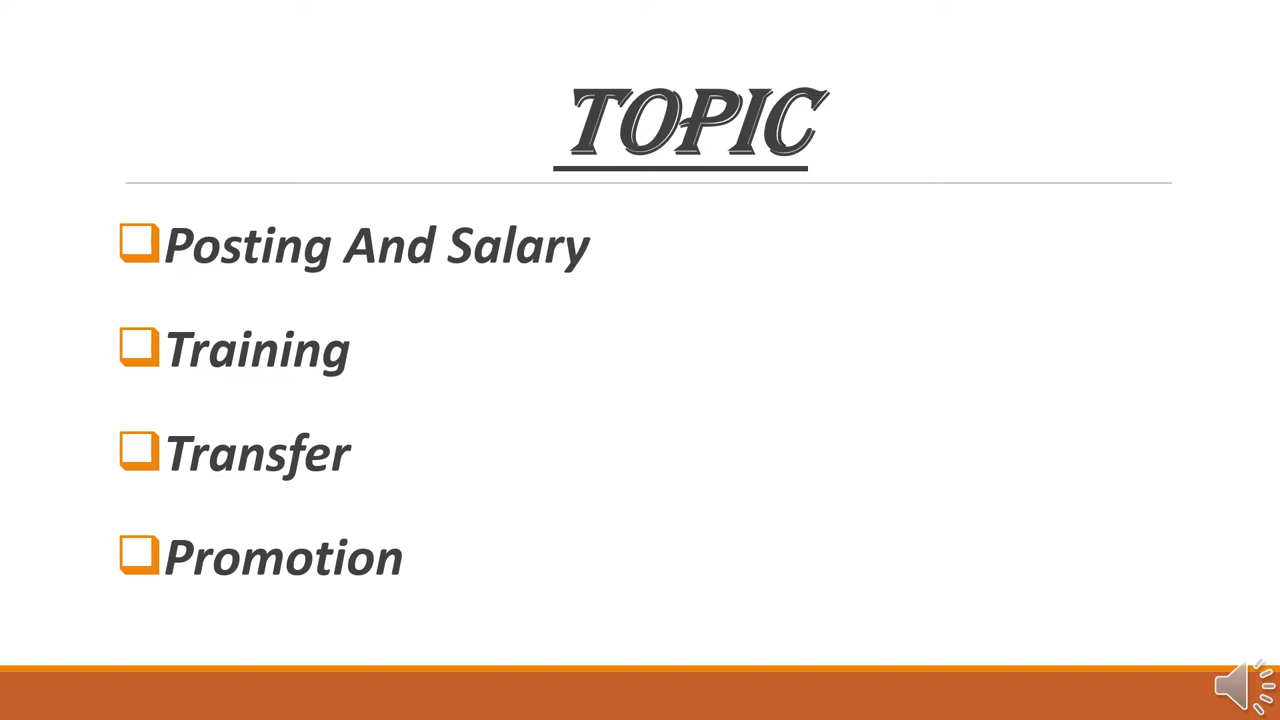 TOPIC
Posting And Salary
Training
Transfer
Promotion